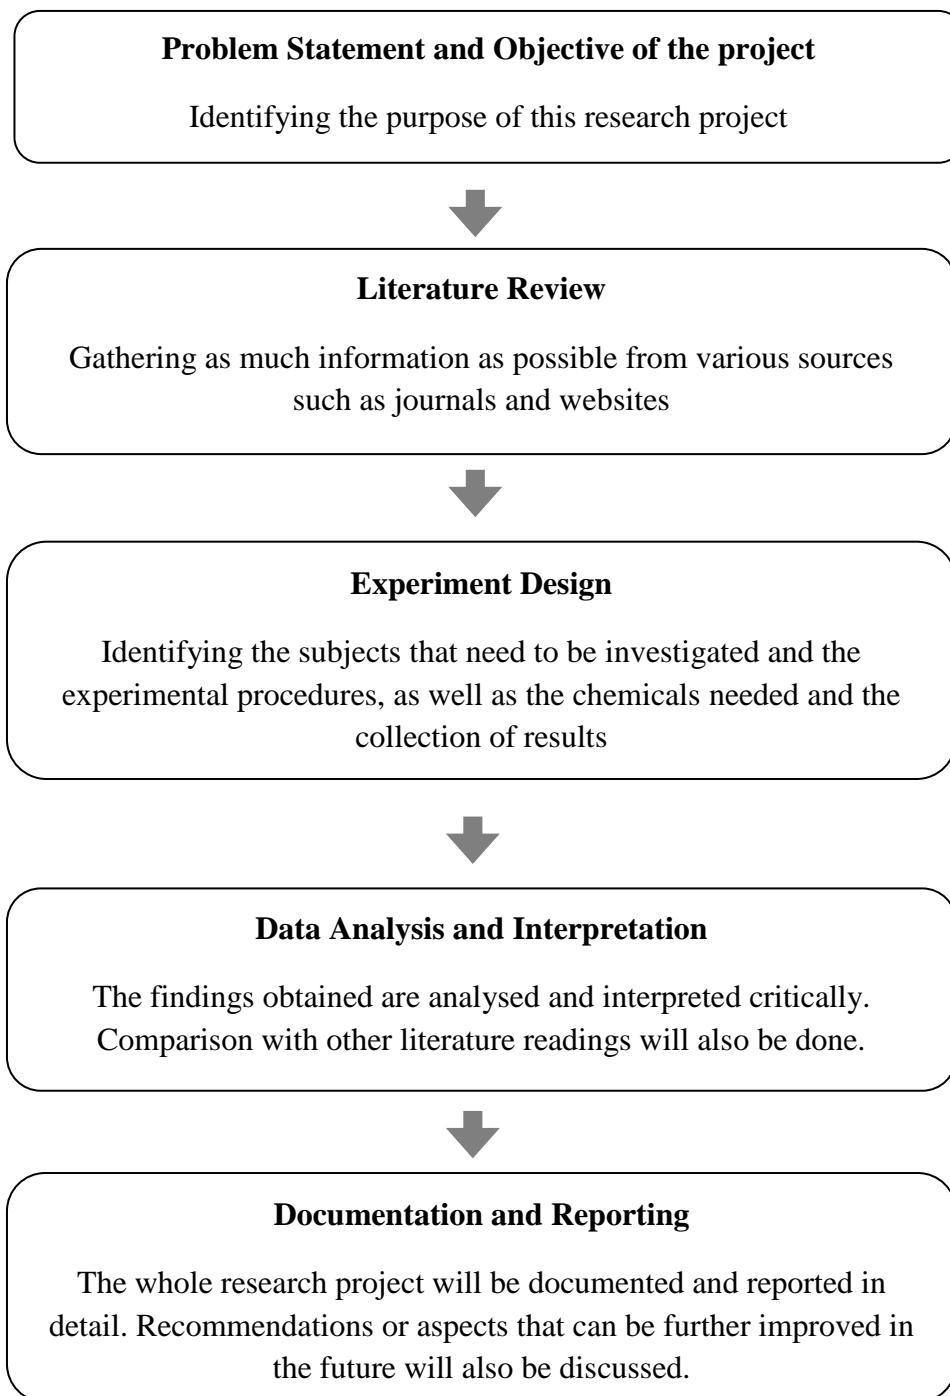 Problem Statement and Objective of the project
Identifying the purpose of this research project
Literature Review
Gathering as much information as possible from various sources
such as journals and websites
Experiment Design
Identifying the subjects that need to be investigated and the
experimental procedures, as well as the chemicals needed and the
collection of results
Data Analysis and Interpretation
The findings obtained are analysed and interpreted critically.
Comparison with other literature readings will also be done.
Documentation and Reporting
The whole research project will be documented and reported in
detail. Recommendations or aspects that can be further improved in
the future will also be discussed.